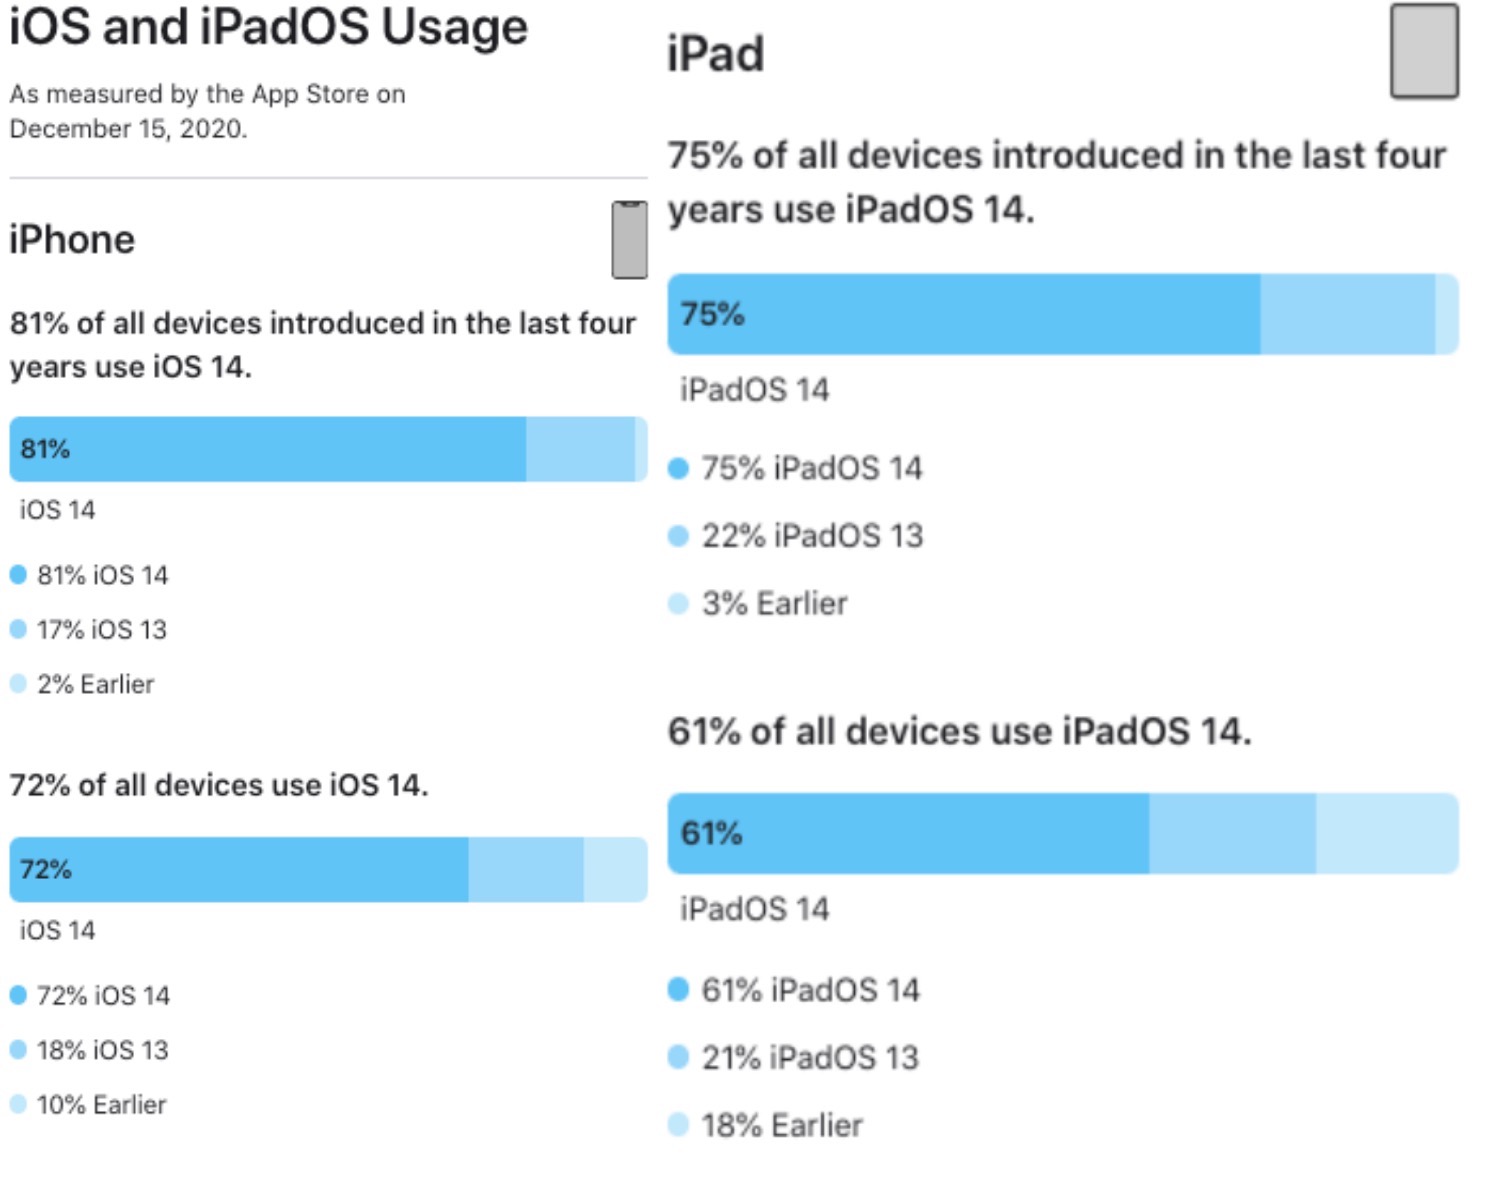 iOS and iPadOS Usage
As measured by the App Store on
December 15, 2020.
iPhone
81% of all devices introduced in the last four
years use iOS 14.
81%
iOS 14
81% iOS 14
17% iOS 13
2% Earlier
72% of all devices use iOS 14.
72%
iOS 14
72% iOS 14
18% iOS 13
10% Earlier
iPad
75% of all devices introduced in the last four
years use iPadOS 14.
75%
iPadOS 14
75% iPadOS 14
22% iPadOS 13
3% Earlier
61% of all devices use iPadOS 14.
61%
iPadOS 14
61% iPadOS 14
21% iPadOS 13
18% Earlier